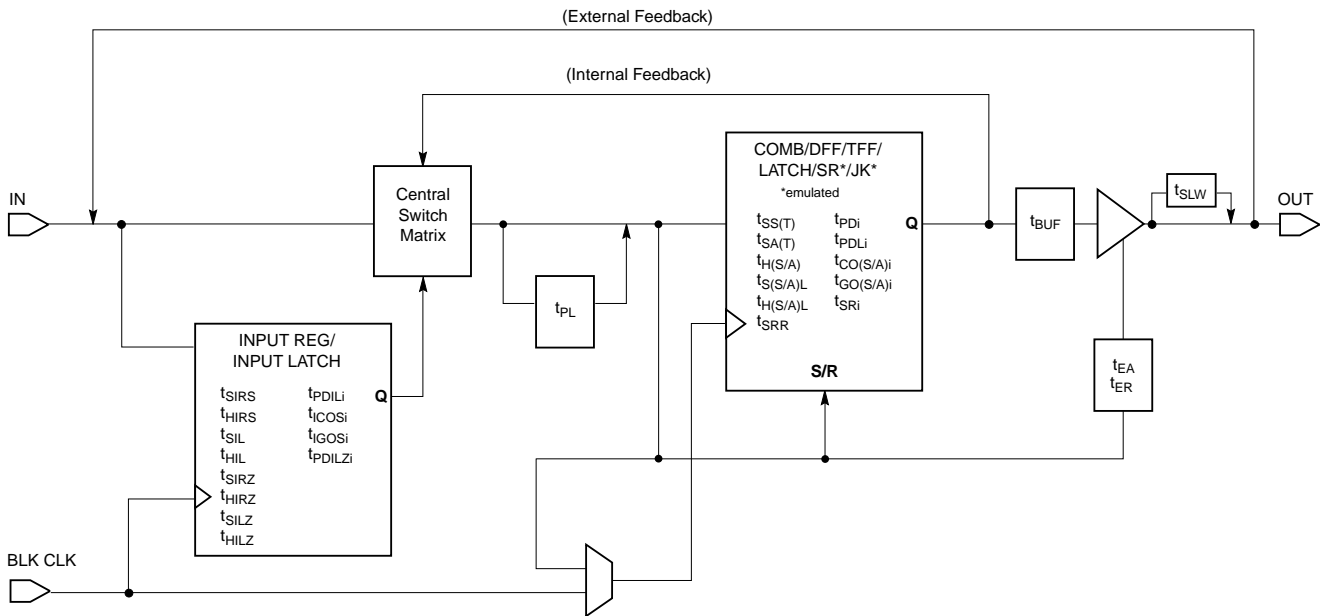 (External Feedback)
(Internal Feedback)
IN
Central
Switch
Matrix
COMB/DFF/TFF/
LATCH/SR*/JK*
*emulated
tSS(T) tPDi
tSA(T) tPDLi
tH(S/A) tCO(S/A)i
tS(S/A)L tGO(S/A)i
tH(S/A)L tSRi
tSRR
Q
S/R
tBUF
tSLW
OUT
tPL
tEA
tER
INPUT REG/
INPUT LATCH
tSIRS tPDILi
tHIRS tICOSi
tSIL tIGOSi
tHIL tPDILZi
tSIRZ
tHIRZ
tSILZ
tHILZ
Q
BLK CLK